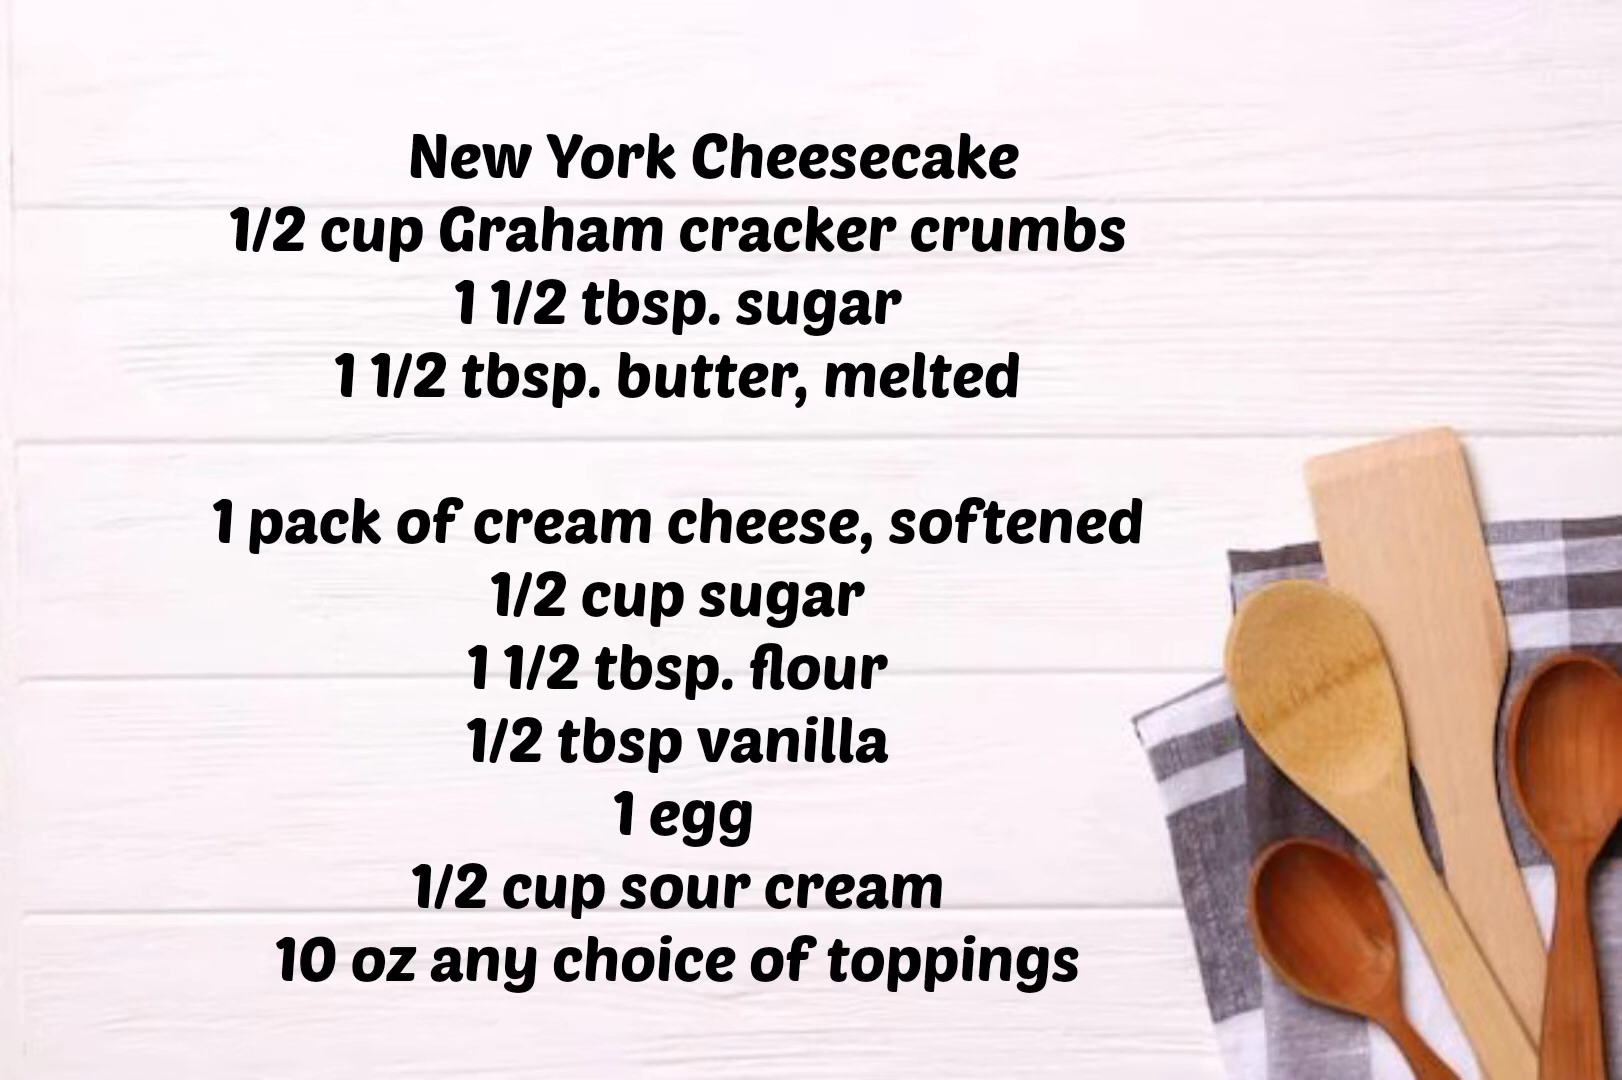 New York Cheesecake
1/2 cup Graham cracker crumbs
1 1/2 tbsp. sugar
1 1/2 tbsp. butter, melted
1 pack of cream cheese, softened
1/2 cup sugar
1 1/2 tbsp. flour
1/2 tbsp vanilla
1 egg
1/2 cup sour cream
10 oz any choice of toppings